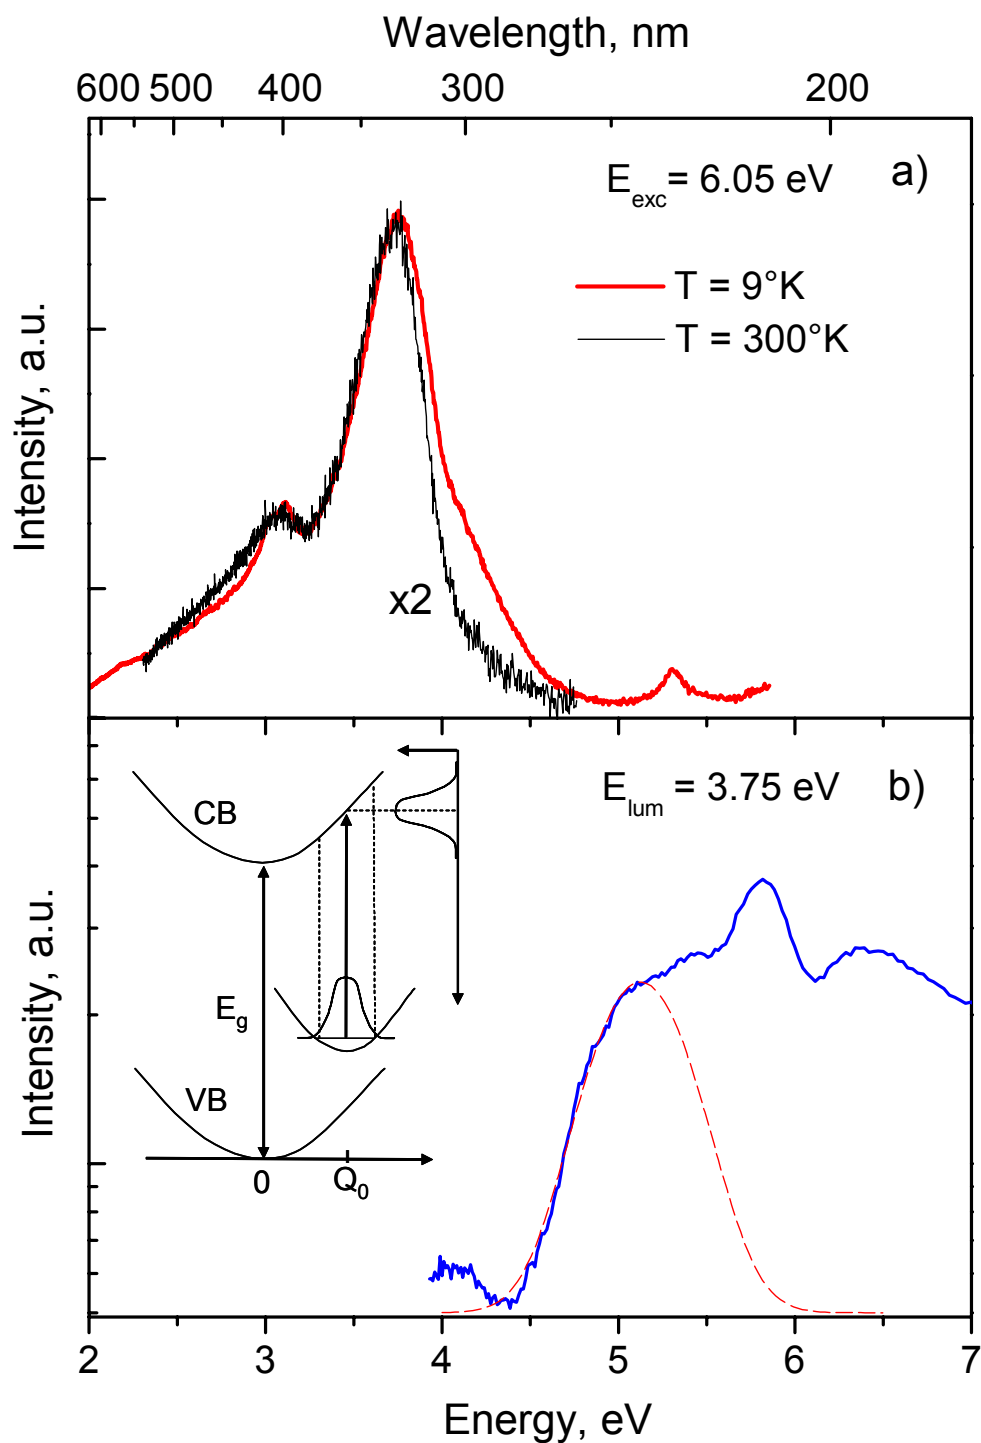 Wavelength, nm
600 500 400 300 200
E_exc = 6.05 eV a)
T = 9°K
T = 300°K
x2
Intensity, a.u.
E_lum = 3.75 eV b)
CB
E_g
VB
0 Q_0
Intensity, a.u.
2 3 4 5 6 7
Energy, eV